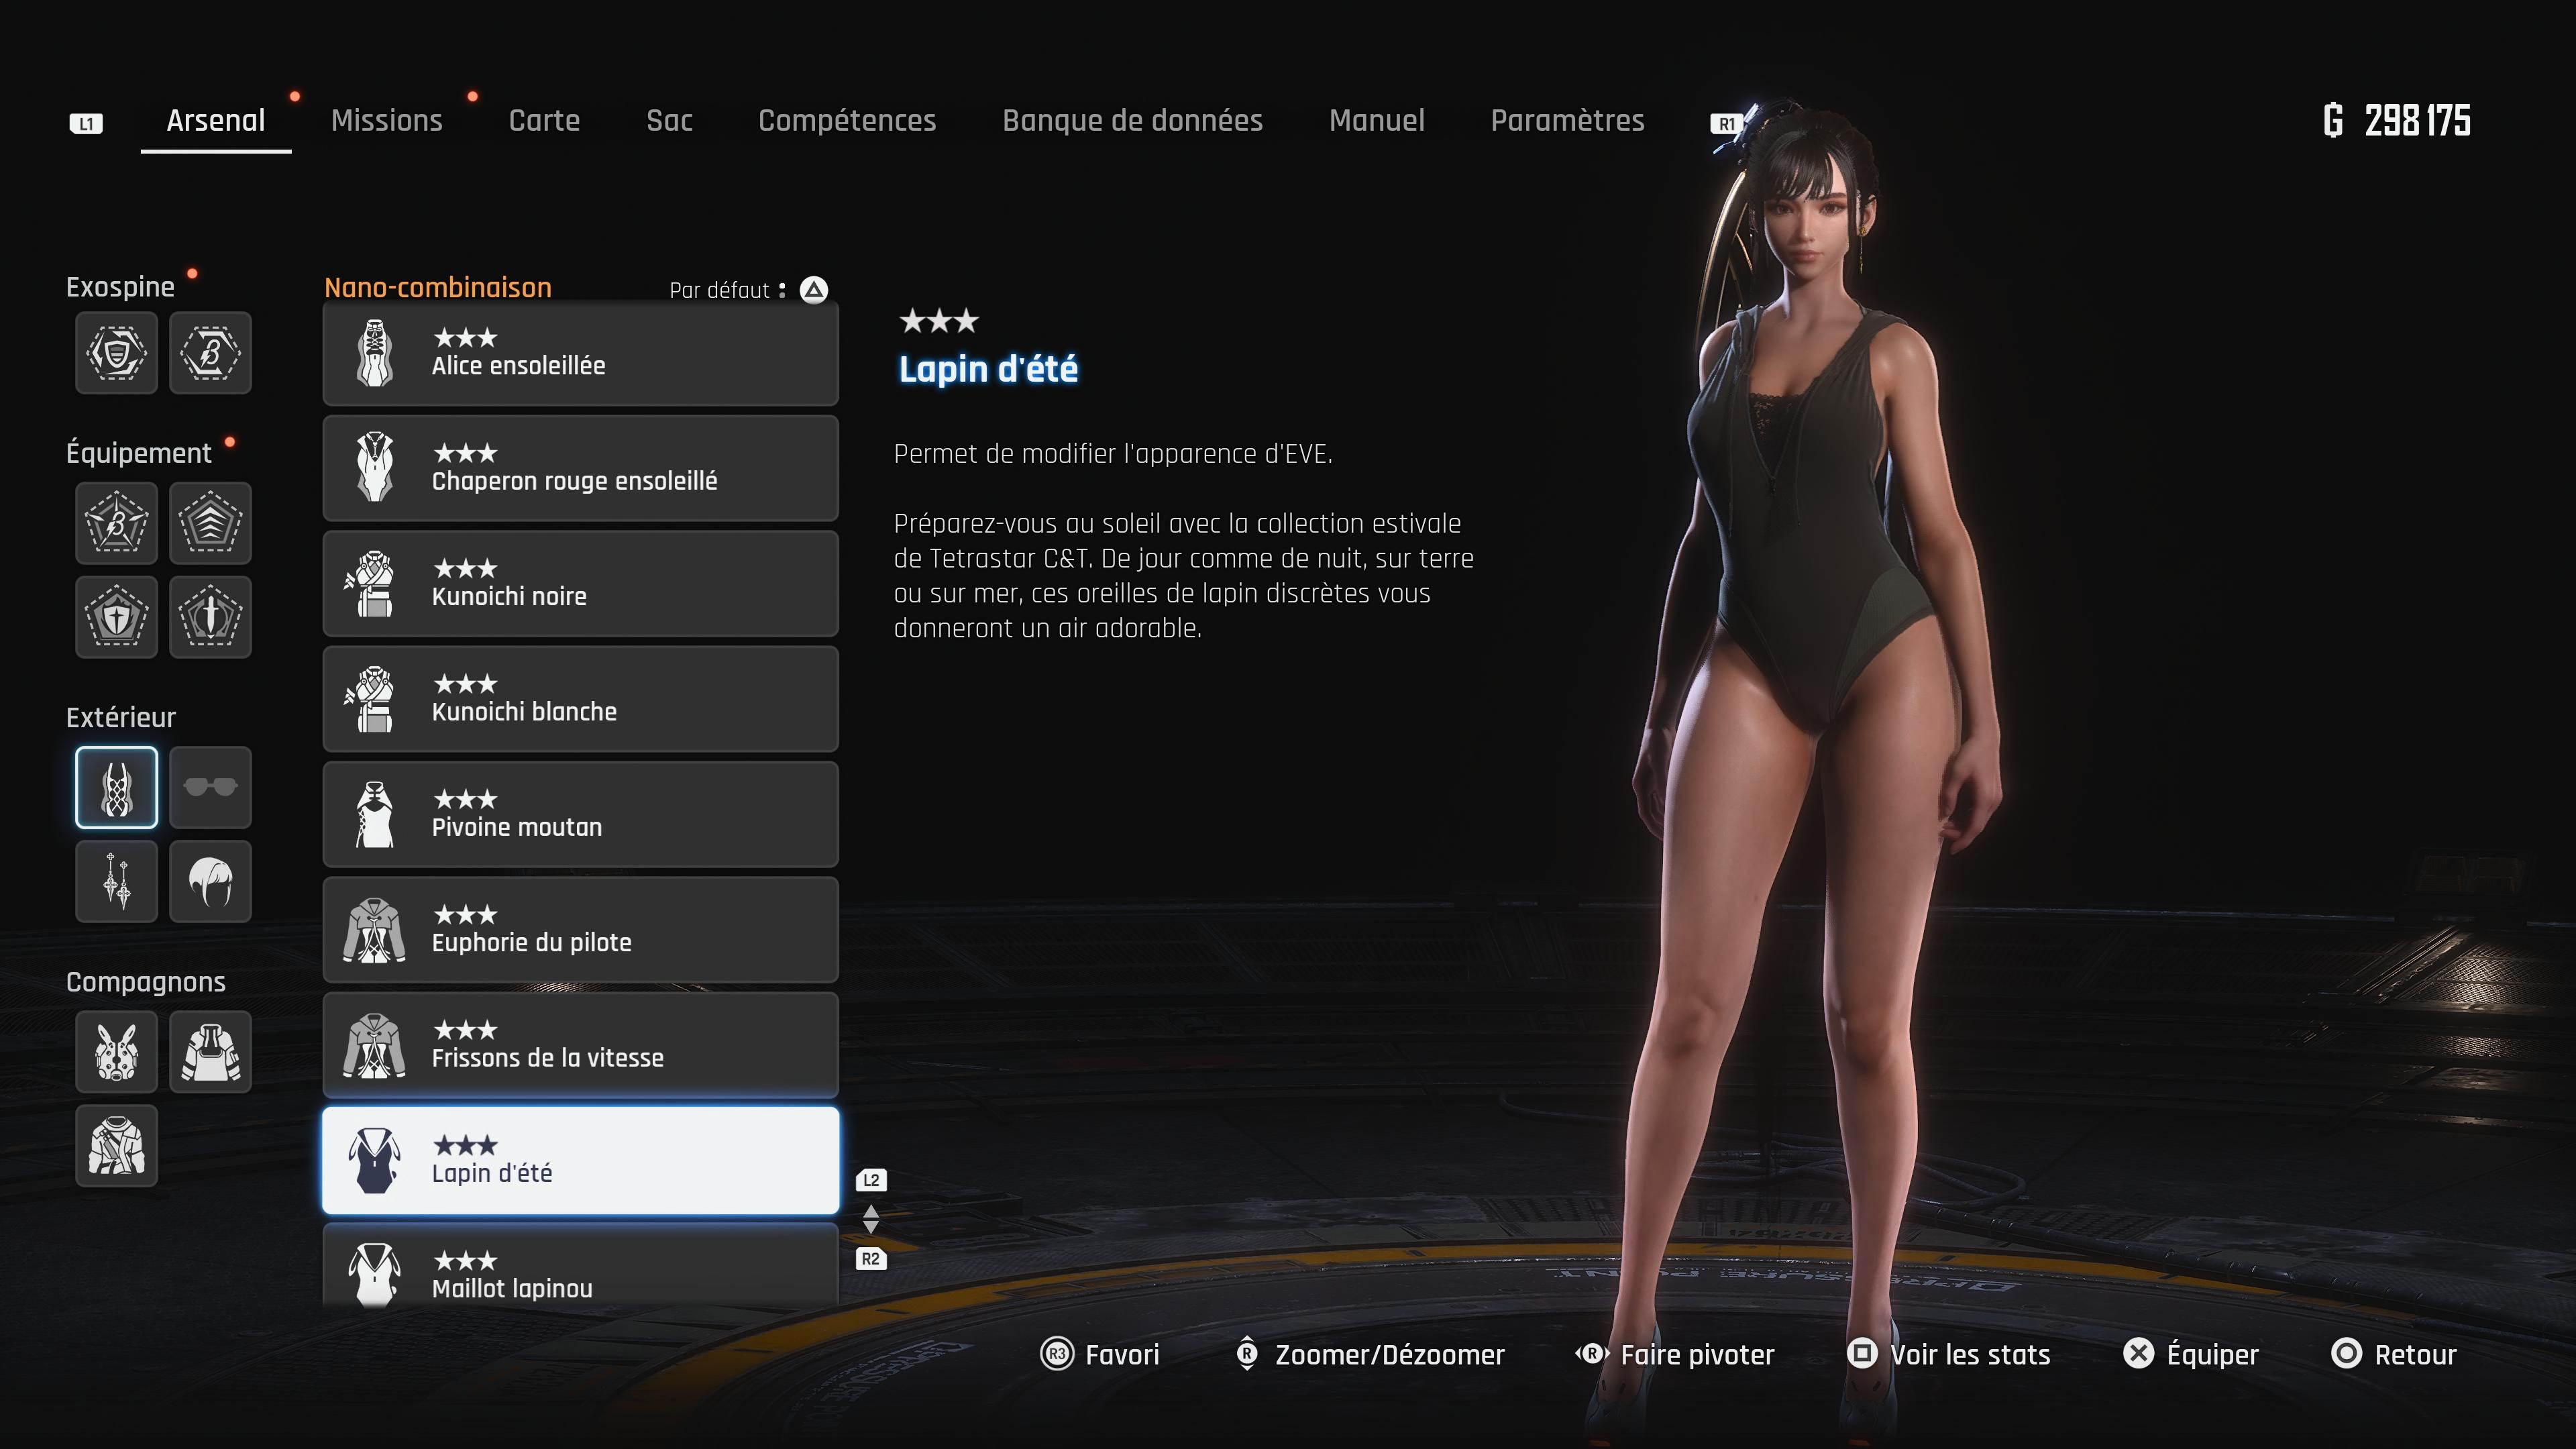 L1 Arsenal Missions Carte Sac Compétences Banque de données Manuel Paramètres R1
298175
Exospine
Équipement
Extérieur
Compagnons
Nano-combinaison
Par défaut :
Alice ensoleillée
Chaperon rouge ensoleillé
Kunoichi noire
Kunoichi blanche
Pivoine moutan
Euphorie du pilote
Frissons de la vitesse
Lapin d'été
Maillot lapinou
L2
R2
Lapin d'été
Permet de modifier l'apparence d'EVE.
Préparez-vous au soleil avec la collection estivale
de Tetrastar C&T. De jour comme de nuit, sur terre
ou sur mer, ces oreilles de lapin discrètes vous
donneront un air adorable.
R3 Favori R Zoomer/Dézoomer R Faire pivoter Voir les stats Équiper Retour